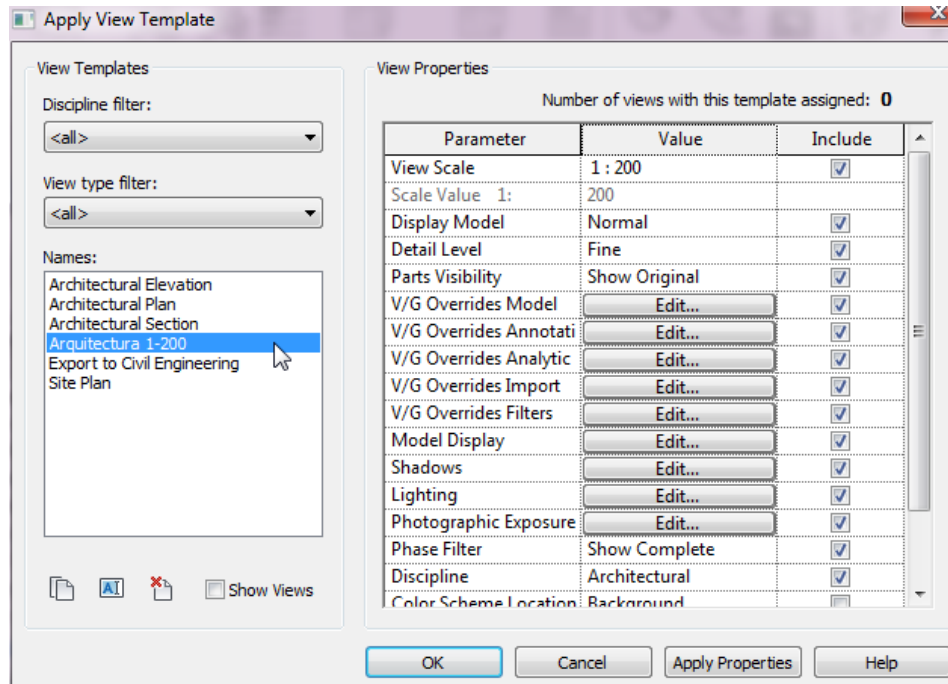 Apply View Template
View Templates
Discipline filter:
<all>
View type filter:
<all>
Names:
Architectural Elevation
Architectural Plan
Architectural Section
Arquitectura 1-200
Export to Civil Engineering
Site Plan
AI
Show Views
View Properties
Number of views with this template assigned: 0
Parameter Value Include
View Scale 1 : 200
Scale Value 1: 200
Display Model Normal
Detail Level Fine
Parts Visibility Show Original
V/G Overrides Model Edit...
V/G Overrides Annotati Edit...
V/G Overrides Analytic Edit...
V/G Overrides Import Edit...
V/G Overrides Filters Edit...
Model Display Edit...
Shadows Edit...
Lighting Edit...
Photographic Exposure Edit...
Phase Filter Show Complete
Discipline Architectural
Color Scheme Location Background
OK Cancel Apply Properties Help